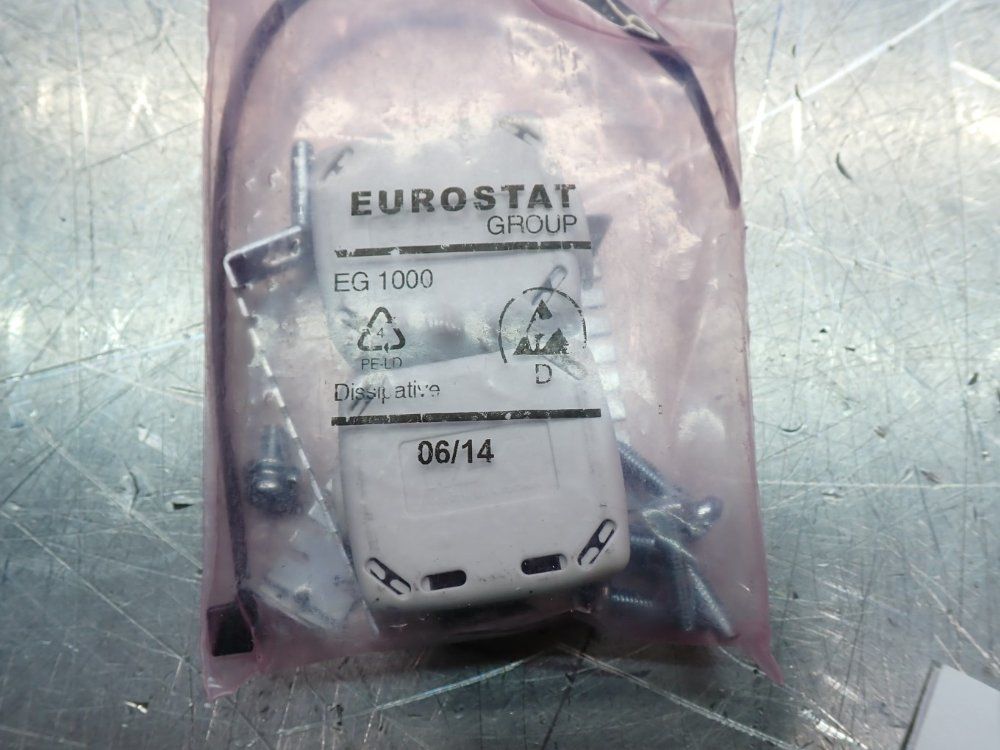 EUROSTAT
GROUP
EG 1000
4
PE-LD
D
Dissipative
06/14